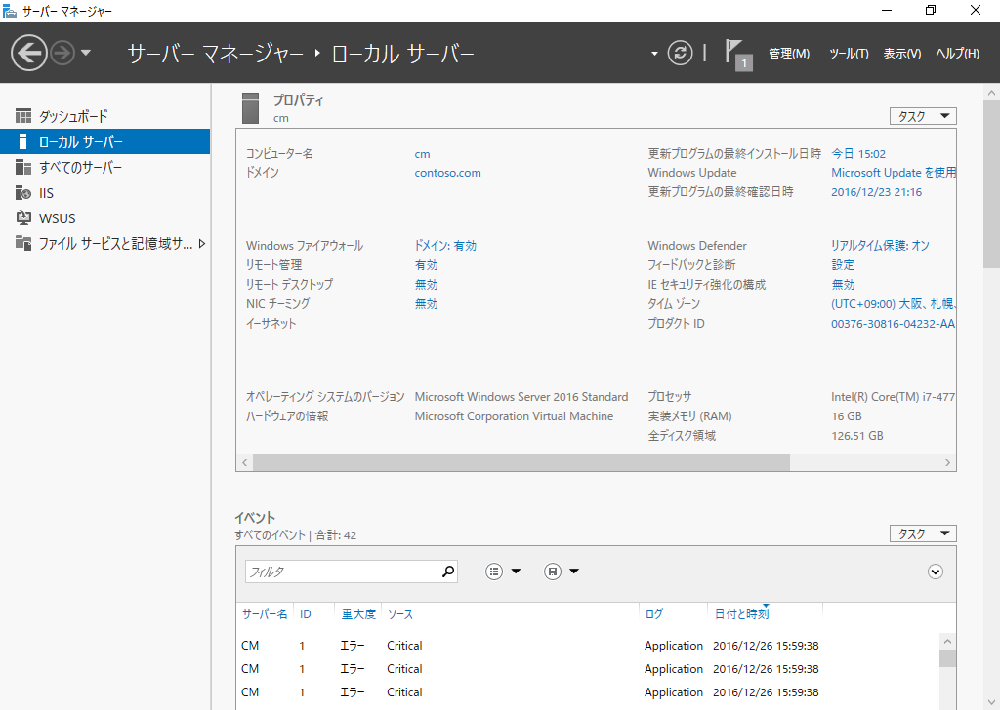 サーバー マネージャー
サーバー マネージャー ‣ ローカル サーバー
1
管理(M) ツール(T) 表示(V) ヘルプ(H)
ダッシュボード
ローカル サーバー
すべてのサーバー
IIS
WSUS
ファイル サービスと記憶域サ...
プロパティ
cm
タスク
コンピューター名 cm 更新プログラムの最終インストール日時 今日 15:02
ドメイン contoso.com Windows Update Microsoft Update を使用
更新プログラムの最終確認日時 2016/12/23 21:16
Windows ファイアウォール ドメイン: 有効 Windows Defender リアルタイム保護: オン
リモート管理 有効 フィードバックと診断 設定
リモート デスクトップ 無効 IE セキュリティ強化の構成 無効
NIC チーミング 無効 タイム ゾーン (UTC+09:00) 大阪、札幌、
イーサネット プロダクト ID 00376-30816-04232-AA
オペレーティング システムのバージョン Microsoft Windows Server 2016 Standard プロセッサ Intel(R) Core(TM) i7-477
ハードウェアの情報 Microsoft Corporation Virtual Machine 実装メモリ (RAM) 16 GB
全ディスク領域 126.51 GB
イベント
すべてのイベント | 合計: 42
タスク
フィルター
サーバー名 ID 重大度 ソース ログ 日付と時刻
CM 1 エラー Critical Application 2016/12/26 15:59:38
CM 1 エラー Critical Application 2016/12/26 15:59:38
CM 1 エラー Critical Application 2016/12/26 15:59:38